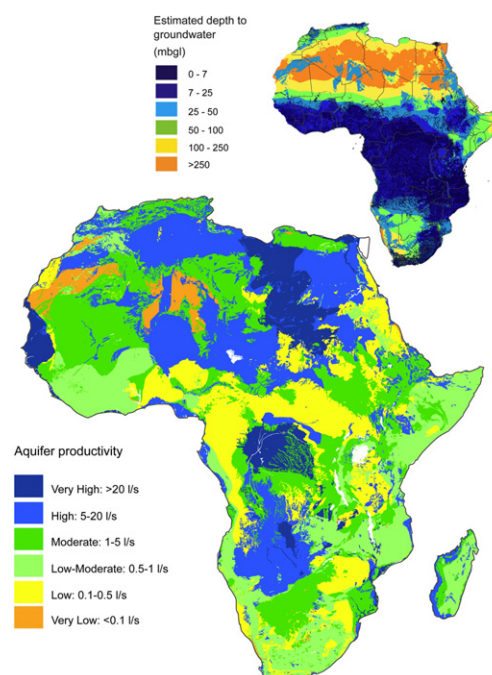 Estimated depth to
groundwater
(mbgl)
0 - 7
7 - 25
25 - 50
50 - 100
100 - 250
>250
Aquifer productivity
Very High: >20 l/s
High: 5-20 l/s
Moderate: 1-5 l/s
Low-Moderate: 0.5-1 l/s
Low: 0.1-0.5 l/s
Very Low: <0.1 l/s